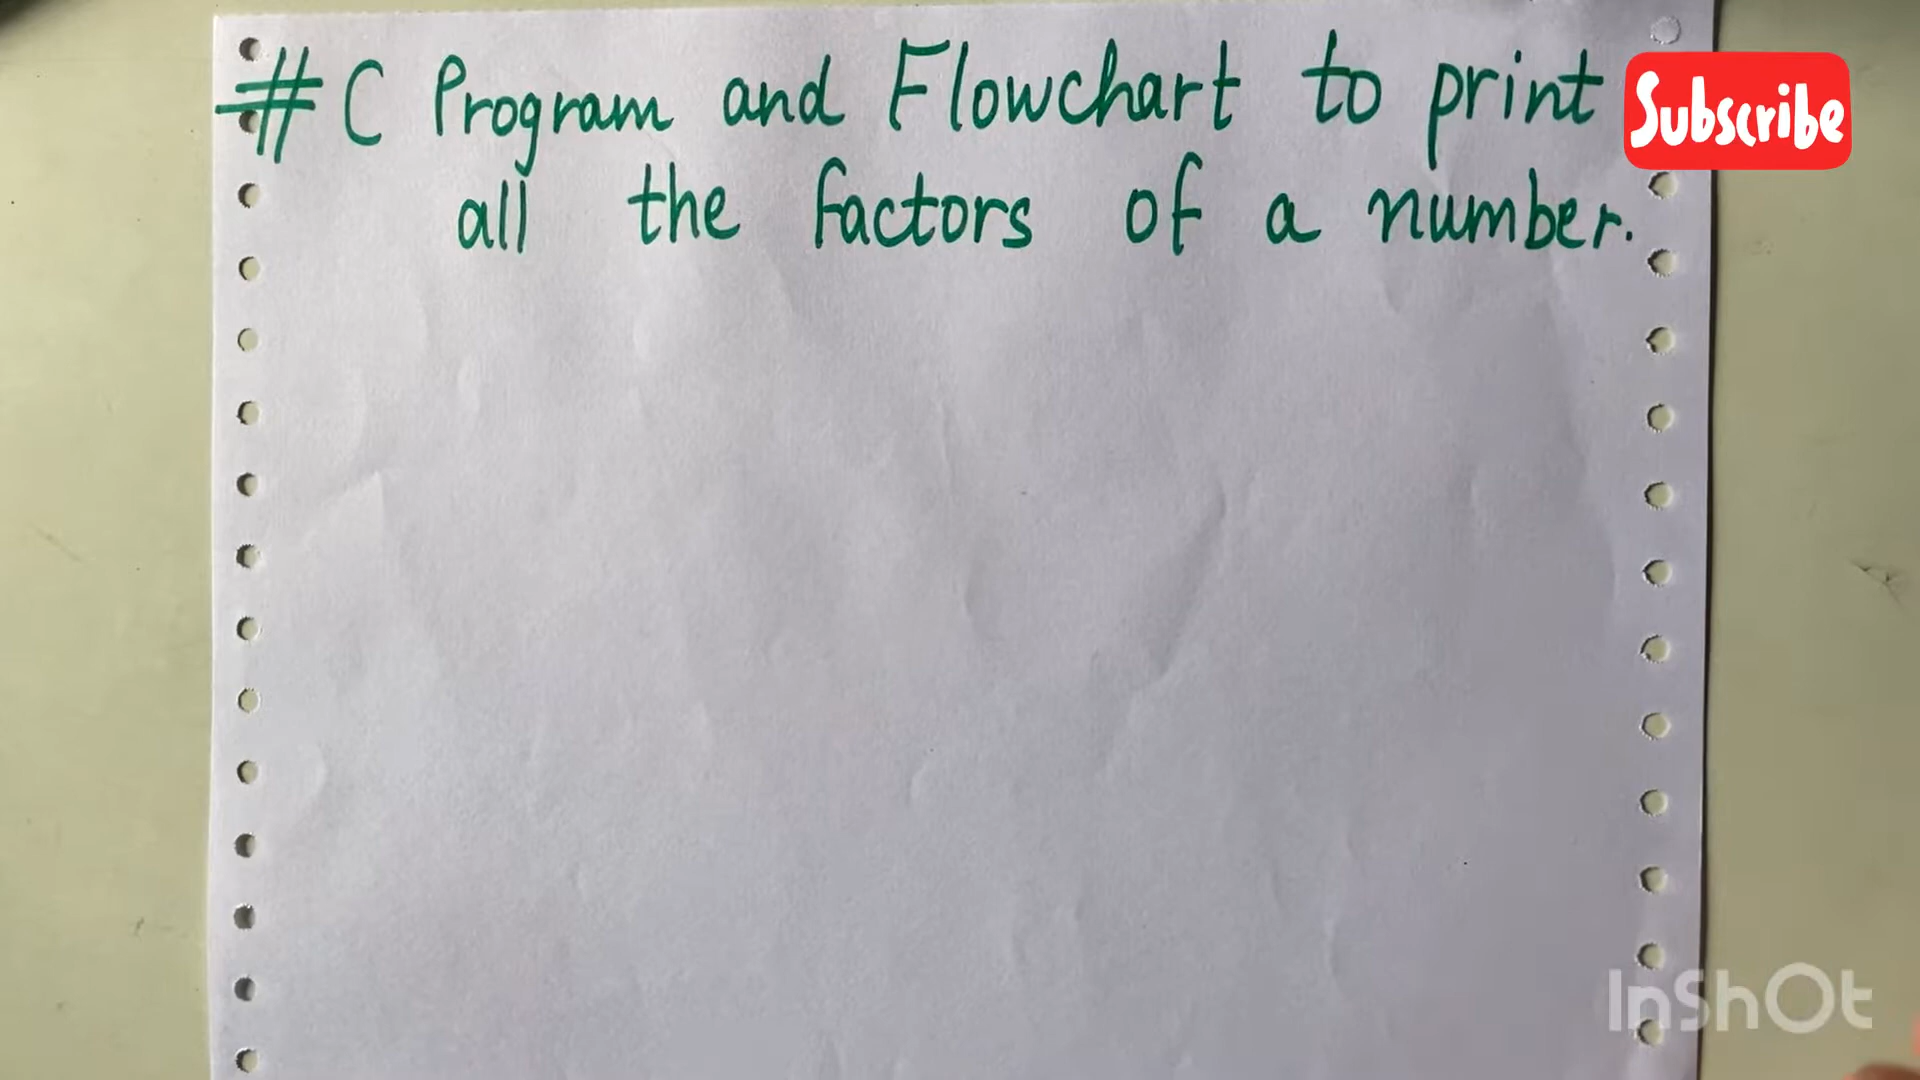 # C Program and Flowchart to print
all the factors of a number.
Subscribe
InShOt